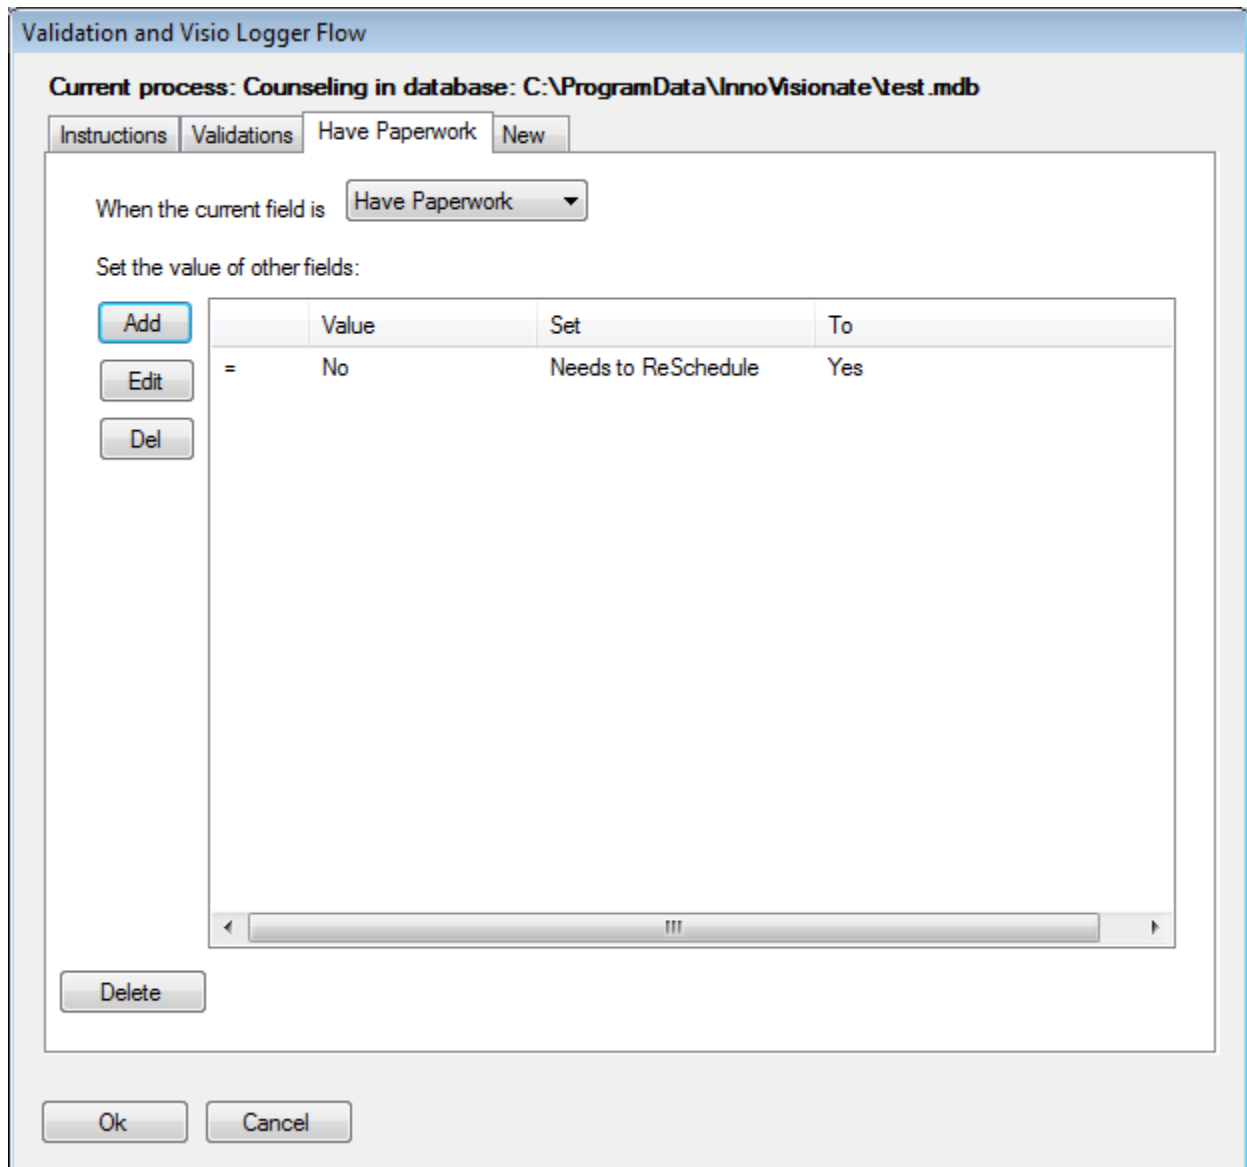 Validation and Visio Logger Flow
Current process: Counseling in database: C:\ProgramData\InnoVisionate\test.mdb
Instructions Validations Have Paperwork New
When the current field is Have Paperwork
Set the value of other fields:
Add Value Set To
= No Needs to ReSchedule Yes
Edit
Del
Delete
Ok Cancel